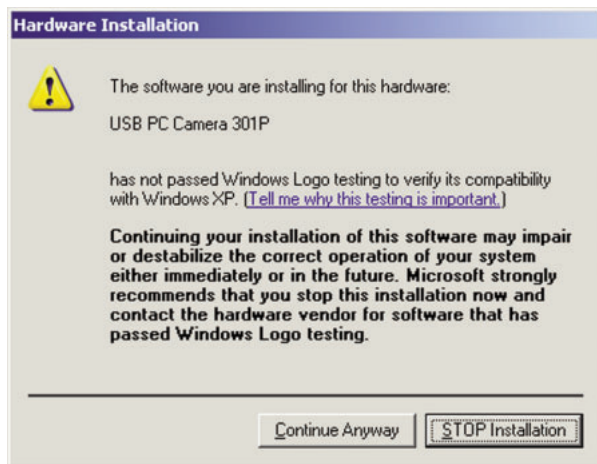 Hardware Installation
The software you are installing for this hardware:
USB PC Camera 301P
has not passed Windows Logo testing to verify its compatibility
with Windows XP. (Tell me why this testing is important.)
Continuing your installation of this software may impair
or destabilize the correct operation of your system
either immediately or in the future. Microsoft strongly
recommends that you stop this installation now and
contact the hardware vendor for software that has
passed Windows Logo testing.
Continue Anyway
STOP Installation